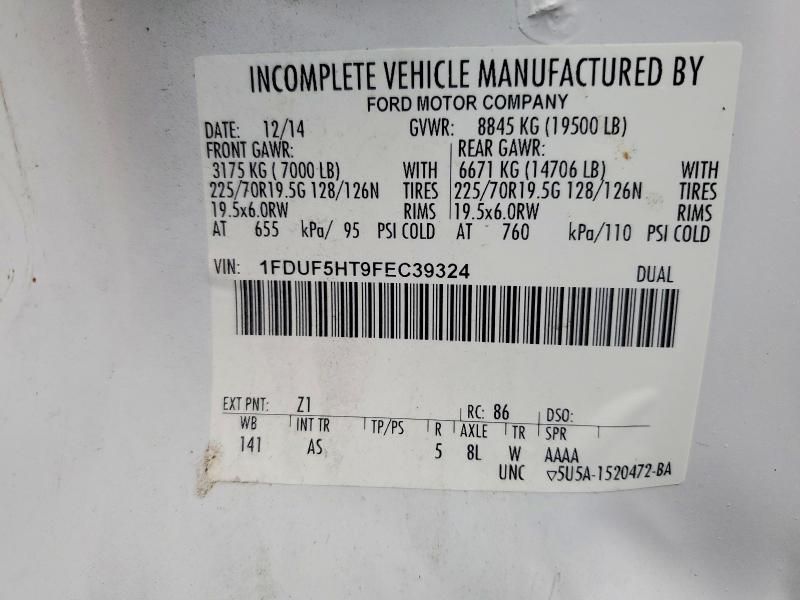 INCOMPLETE VEHICLE MANUFACTURED BY
FORD MOTOR COMPANY
DATE: 12/14 GVWR: 8845 KG (19500 LB)
FRONT GAWR: REAR GAWR:
3175 KG ( 7000 LB) WITH 6671 KG (14706 LB) WITH
225/70R19.5G 128/126N TIRES 225/70R19.5G 128/126N TIRES
19.5x6.0RW RIMS 19.5x6.0RW RIMS
AT 655 kPa/ 95 PSI COLD AT 760 kPa/110 PSI COLD
VIN: 1FDUF5HT9FEC39324 DUAL
EXT PNT: Z1 RC: 86 DSO:
WB INT TR TP/PS R AXLE TR SPR
141 AS 5 8L W AAAA
UNC ▽5U5A-1520472-BA